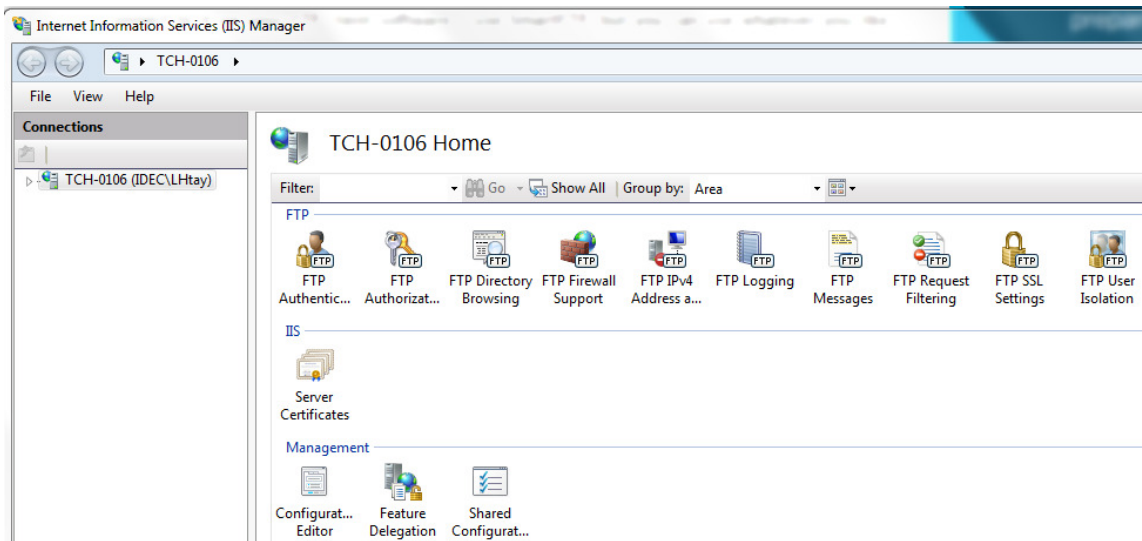 Internet Information Services (IIS) Manager
TCH-0106
File View Help
Connections
TCH-0106 (IDEC\LHtay)
TCH-0106 Home
Filter: Go Show All Group by: Area
FTP
FTP FTP FTP FTP FTP FTP FTP FTP FTP FTP
FTP FTP FTP Directory FTP Firewall FTP IPv4 FTP Logging FTP FTP Request FTP SSL FTP User
Authentic... Authorizat... Browsing Support Address a... Messages Filtering Settings Isolation
IIS
Server
Certificates
Management
Configurat... Feature Shared
Editor Delegation Configurat...